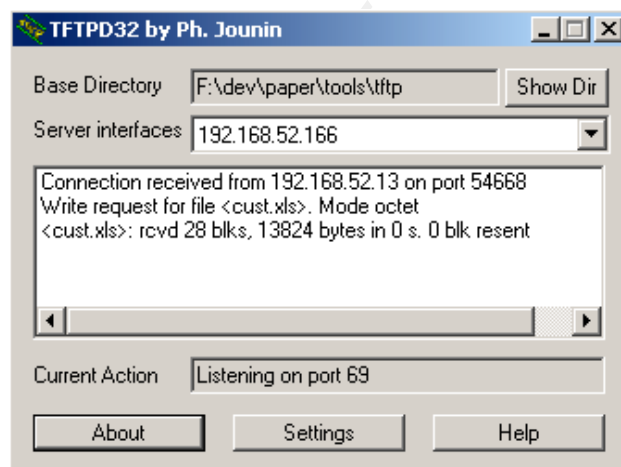 TFTPD32 by Ph. Jounin
Base Directory F:\dev\paper\tools\tftp Show Dir
Server interfaces 192.168.52.166
Connection received from 192.168.52.13 on port 54668
Write request for file <cust.xls>. Mode octet
<cust.xls>: rcvd 28 blks, 13824 bytes in 0 s. 0 blk resent
Current Action Listening on port 69
About Settings Help